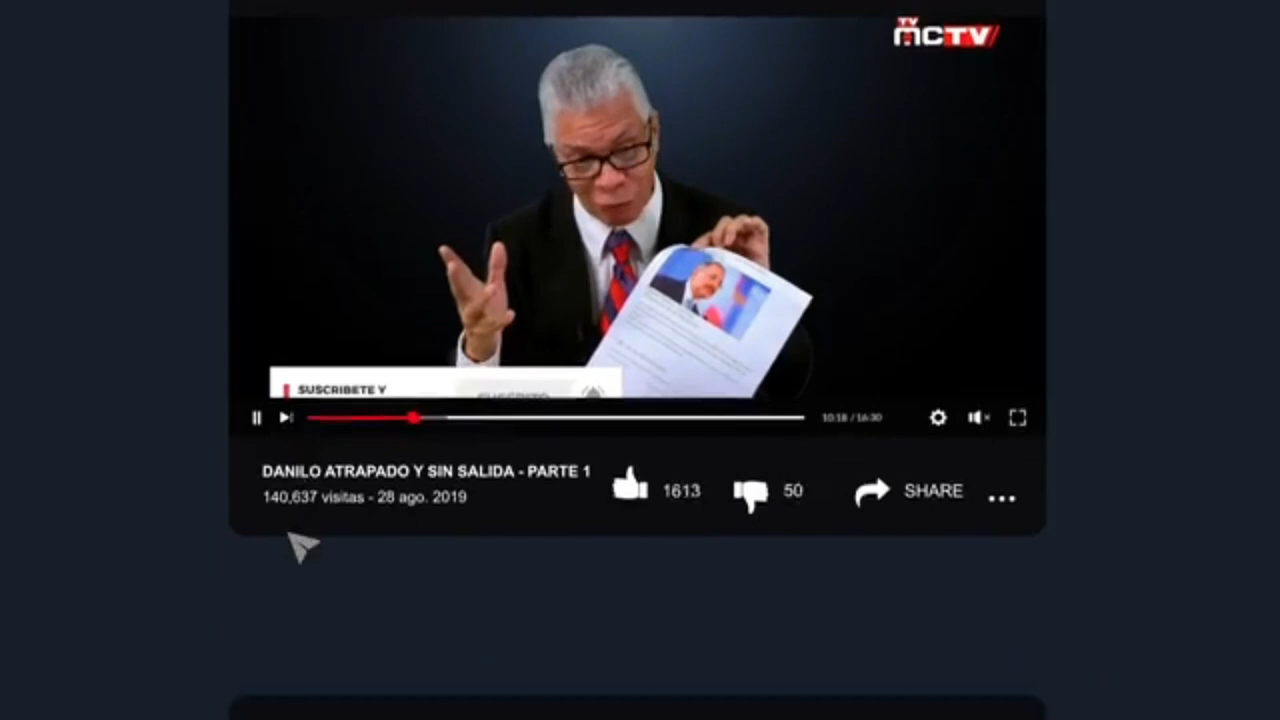 TV
MCTV
SUSCRIBETE Y
10:18 / 16:30
DANILO ATRAPADO Y SIN SALIDA - PARTE 1
140,637 visitas - 28 ago. 2019
1613
50
SHARE